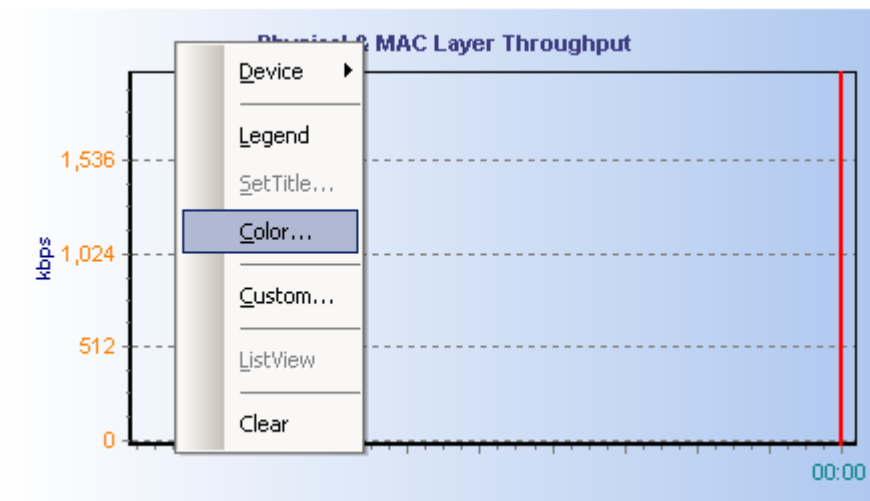 & MAC Layer Throughput
Device
Legend
1,536
SetTitle...
Color...
kbps
1,024
Custom...
512
ListView
Clear
0
00:00